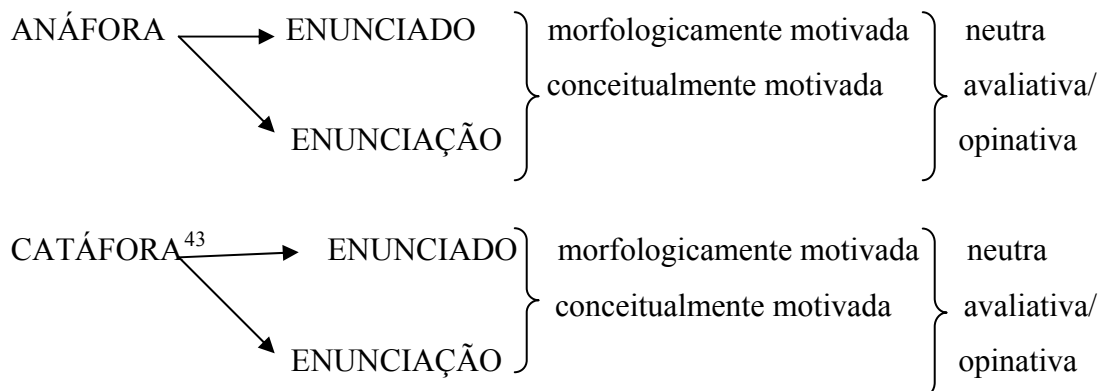 ANÁFORA ENUNCIADO morfologicamente motivada neutra
conceitualmente motivada avaliativa/
ENUNCIAÇÃO opinativa
CATÁFORA43 ENUNCIADO morfologicamente motivada neutra
conceitualmente motivada avaliativa/
ENUNCIAÇÃO opinativa